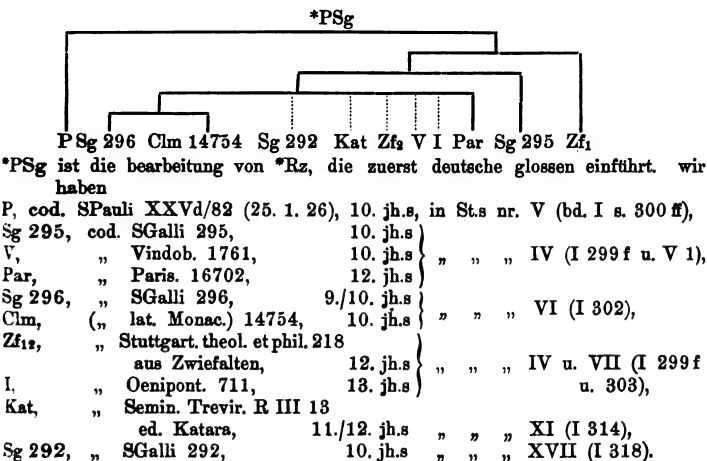 *PSg
P Sg 296 Clm 14754 Sg 292 Kat Zf₂ V I Par Sg 295 Zf₁
*PSg ist die bearbeitung von *Rz, die zuerst deutsche glossen einführt. wir
haben
P, cod. SPauli XXVd/82 (25. 1. 26), 10. jh.s, in St.s nr. V (bd. I s. 300 ff),
Sg 295, cod. SGalli 295, 10. jh.s
V, „ Vindob. 1761, 10. jh.s „ „ „ IV (I 299 f u. V 1),
Par, „ Paris. 16702, 12. jh.s
Sg 296, „ SGalli 296, 9./10. jh.s „ „ „ VI (I 302),
Clm, („ lat. Monac.) 14754, 10. jh.s
Zf₁₂, „ Stuttgart. theol. et phil. 218
aus Zwiefalten, 12. jh.s „ „ „ IV u. VII (I 299 f
I, „ Oenipont. 711, 13. jh.s u. 303),
Kat, „ Semin. Trevir. R III 13
ed. Katara, 11./12. jh.s „ „ „ XI (I 314),
Sg 292, „ SGalli 292, 10. jh.s „ „ „ XVII (I 318).